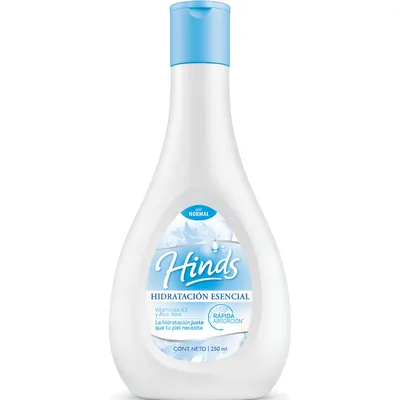 piel
NORMAL
Hinds
HIDRATACIÓN ESENCIAL
Vitaminas A,E
y Aloe Vera
La hidratación justa
que tu piel necesita
RÁPIDA
ABSORCIÓN
CONT. NETO | 250 ml